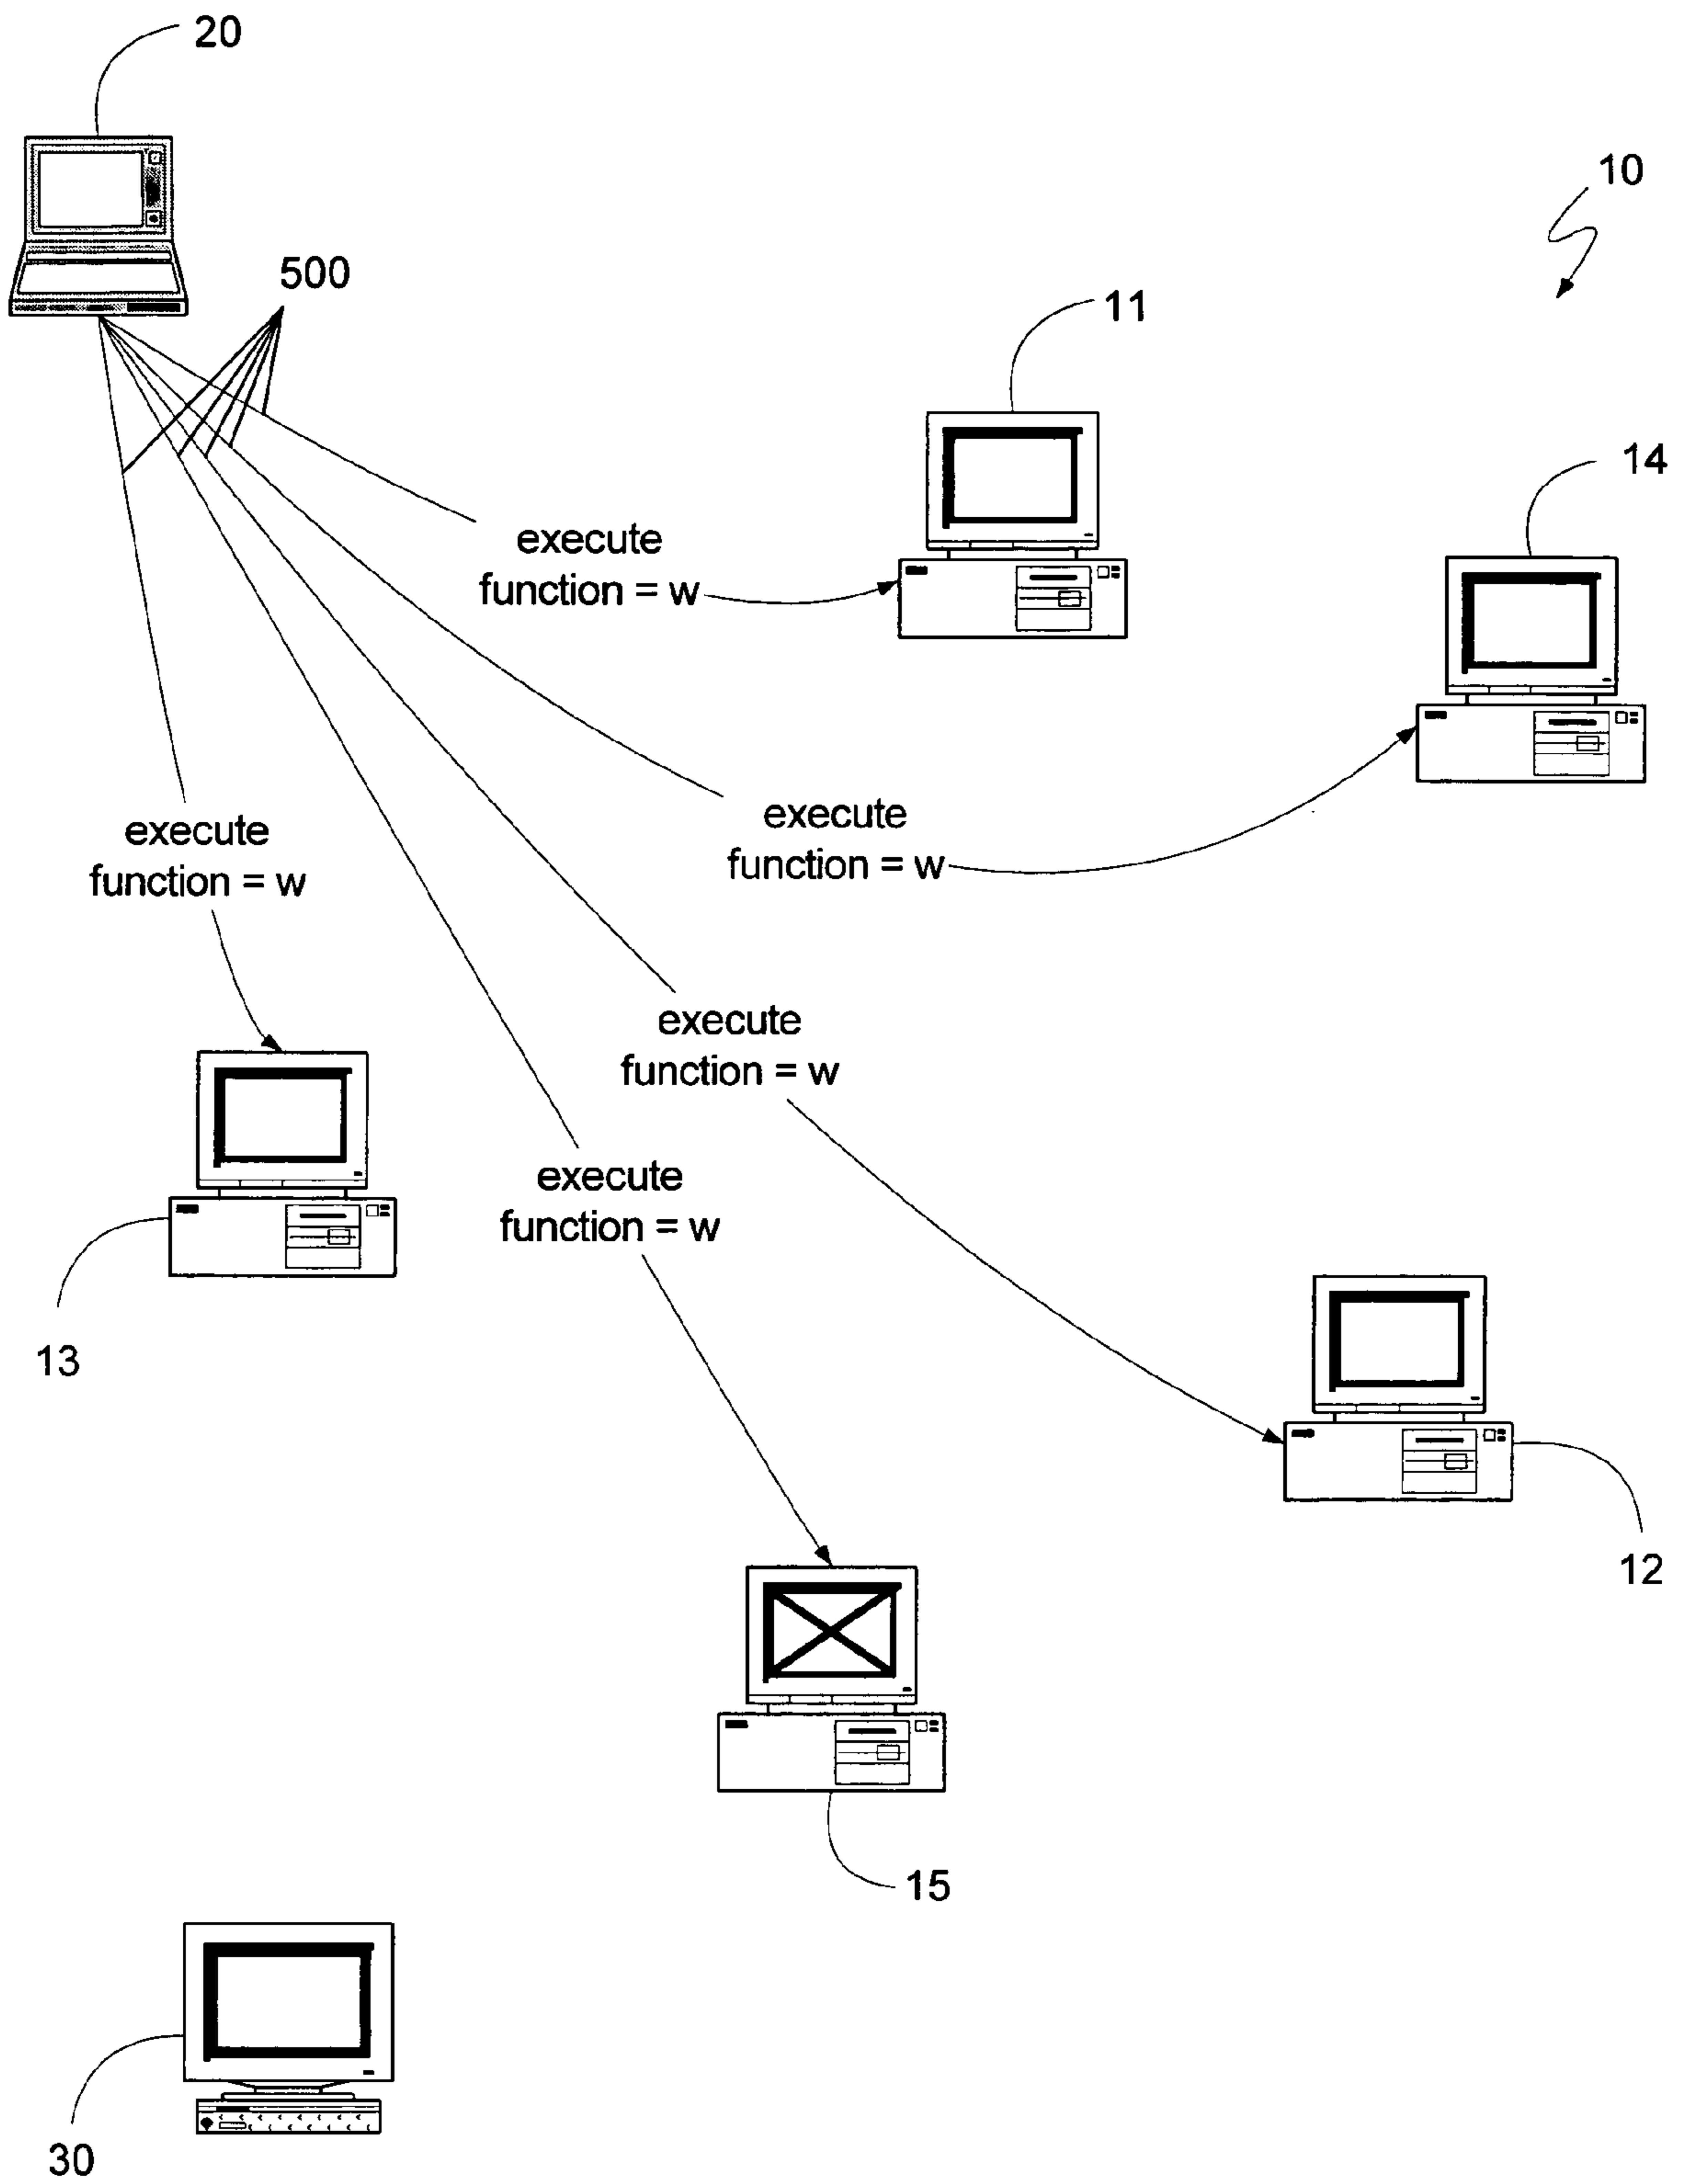 20
10
500
11
14
execute
function = w
execute
function = w
execute
function = w
execute
function = w
execute
function = w
13
12
15
30